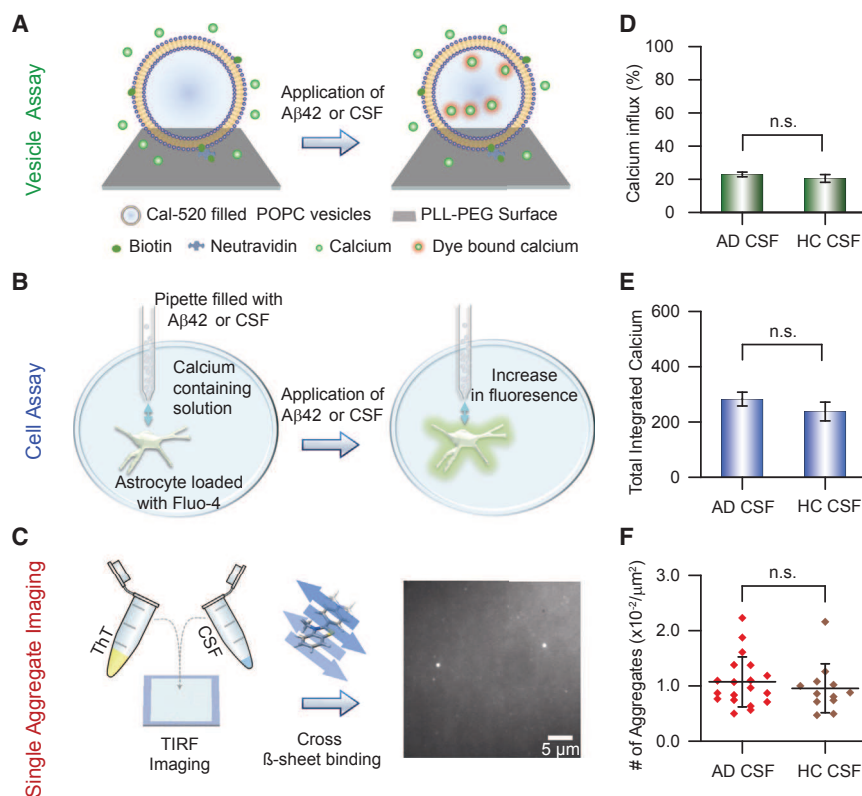 A
Vesicle Assay
Application of
Aβ42 or CSF
Cal-520 filled POPC vesicles
PLL-PEG Surface
Biotin
Neutravidin
Calcium
Dye bound calcium
B
Cell Assay
Pipette filled with
Aβ42 or CSF
Calcium
containing
solution
Astrocyte loaded
with Fluo-4
Application of
Aβ42 or CSF
Increase
in fluoresence
C
Single Aggregate Imaging
ThT
CSF
TIRF
Imaging
Cross
ß-sheet binding
5 µm
D
Calcium influx (%)
100
80
60
40
20
0
n.s.
AD CSF HC CSF
E
Total Integrated Calcium
600
400
200
0
n.s.
AD CSF HC CSF
F
# of Aggregates (x10⁻²/µm²)
3.0
2.0
1.0
0.0
n.s.
AD CSF HC CSF